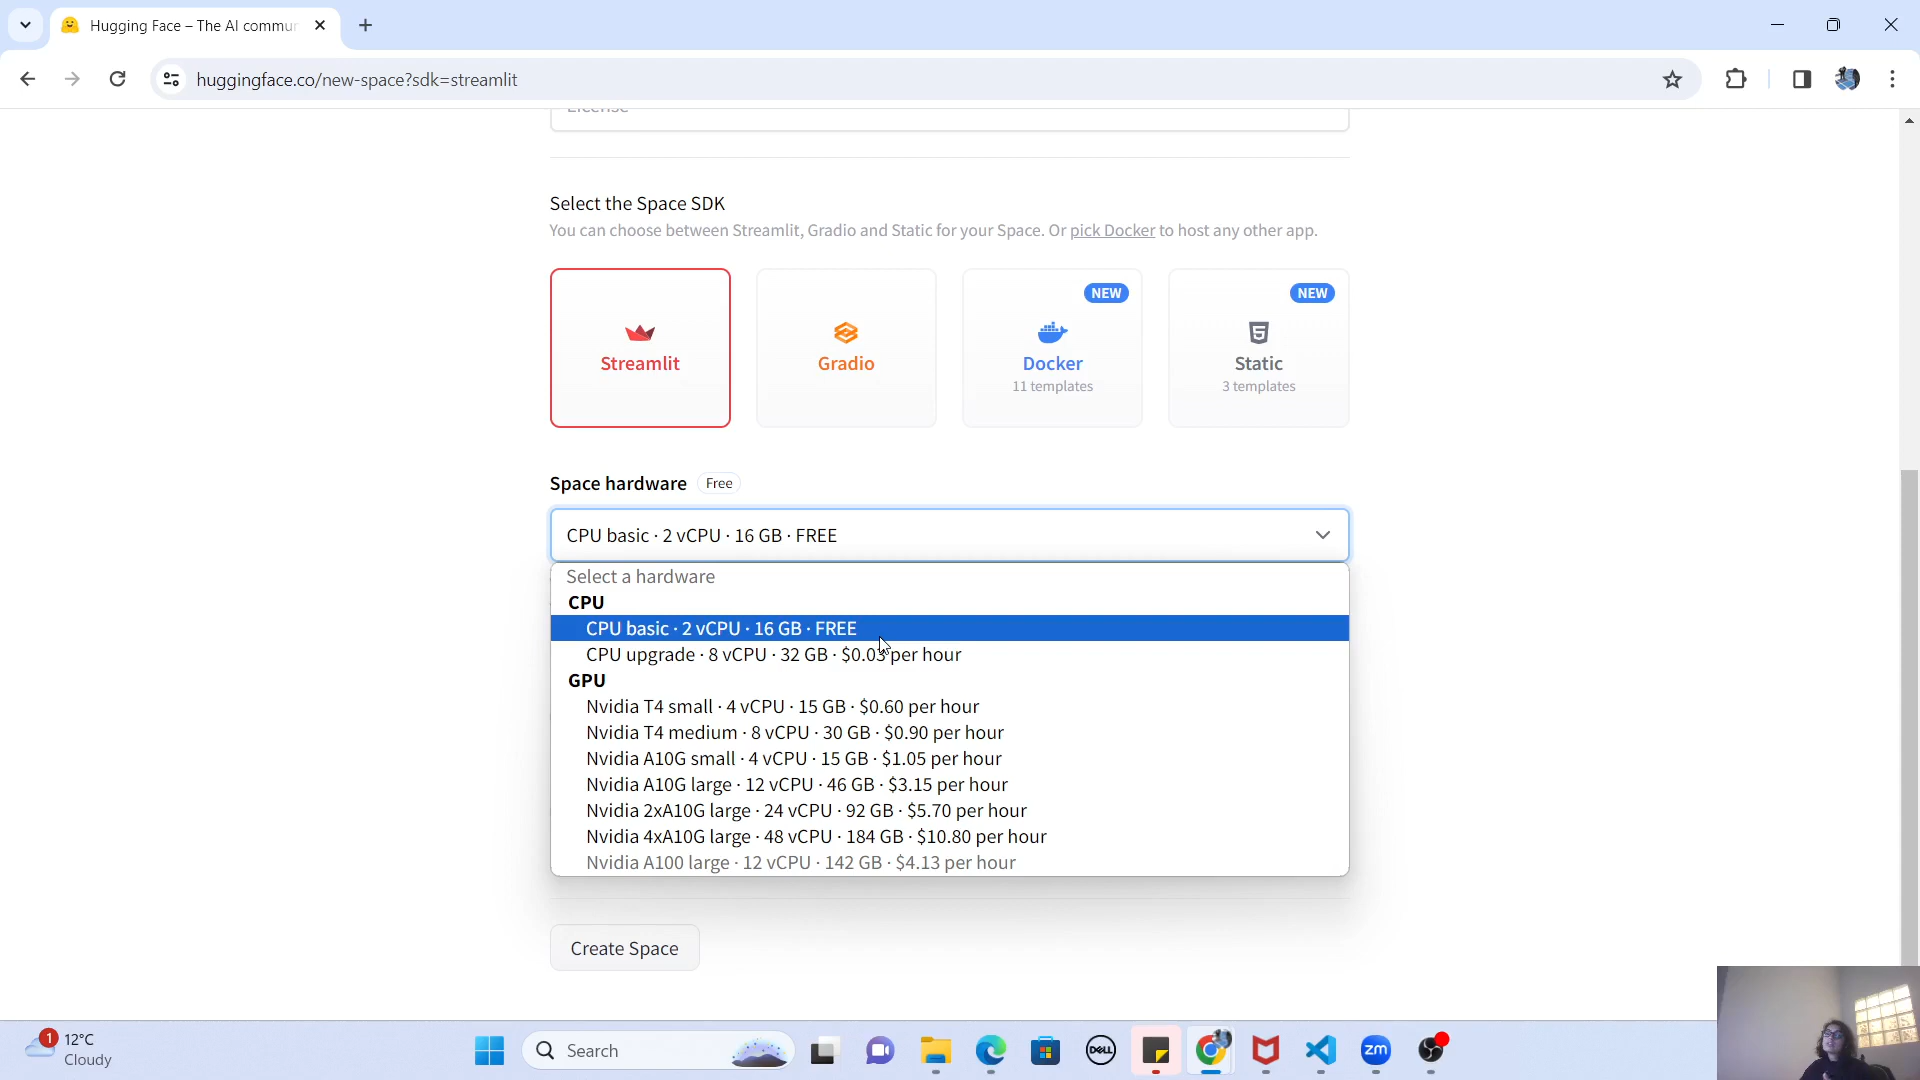 Hugging Face – The AI commun
huggingface.co/new-space?sdk=streamlit
License
Select the Space SDK
You can choose between Streamlit, Gradio and Static for your Space. Or pick Docker to host any other app.
Streamlit
Gradio
NEW
Docker
11 templates
NEW
Static
3 templates
Space hardware Free
CPU basic · 2 vCPU · 16 GB · FREE
Select a hardware
CPU
CPU basic · 2 vCPU · 16 GB · FREE
CPU upgrade · 8 vCPU · 32 GB · $0.03 per hour
GPU
Nvidia T4 small · 4 vCPU · 15 GB · $0.60 per hour
Nvidia T4 medium · 8 vCPU · 30 GB · $0.90 per hour
Nvidia A10G small · 4 vCPU · 15 GB · $1.05 per hour
Nvidia A10G large · 12 vCPU · 46 GB · $3.15 per hour
Nvidia 2xA10G large · 24 vCPU · 92 GB · $5.70 per hour
Nvidia 4xA10G large · 48 vCPU · 184 GB · $10.80 per hour
Nvidia A100 large · 12 vCPU · 142 GB · $4.13 per hour
Create Space
1
12°C
Cloudy
Search
DELL
zm